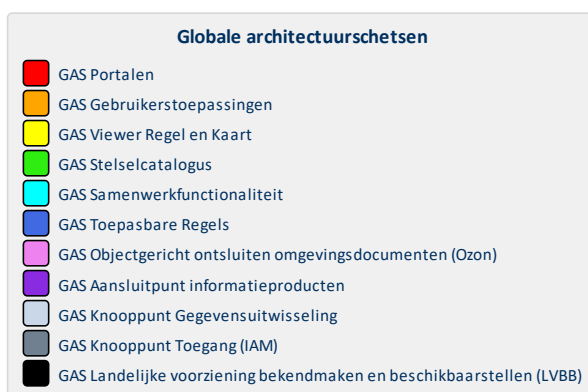 Globale architectuurschetsen
GAS Portalen
GAS Gebruikerstoepassingen
GAS Viewer Regel en Kaart
GAS Stelselcatalogus
GAS Samenwerkfunctionaliteit
GAS Toepasbare Regels
GAS Objectgericht ontsluiten omgevingsdocumenten (Ozon)
GAS Aansluitpunt informatieproducten
GAS Knooppunt Gegevensuitwisseling
GAS Knooppunt Toegang (IAM)
GAS Landelijke voorziening bekendmaken en beschikbaarstellen (LVBB)